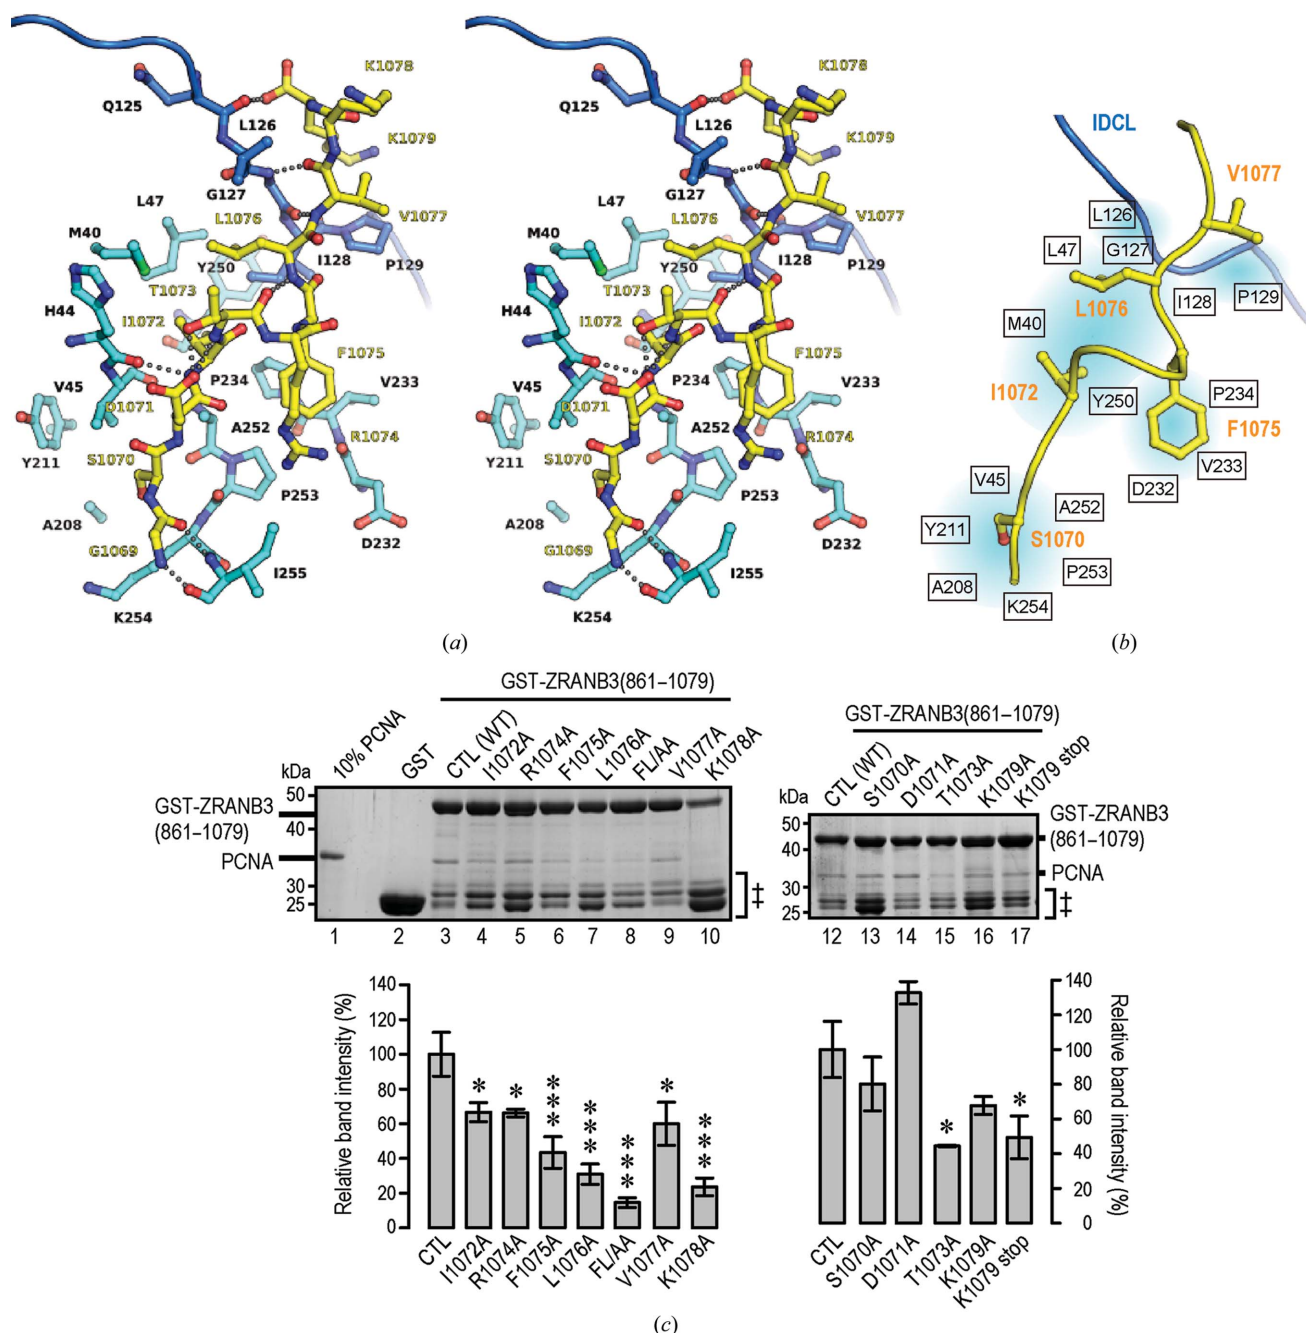 K1078
Q125
L126
K1079
G127
L47
L1076
V1077
M40
Y250
I128
P129
T1073
H44
I1072
F1075
P234
V233
V45
D1071
A252
R1074
Y211
S1070
P253
A208
G1069
D232
I255
K254
K1078
Q125
L126
K1079
G127
L47
L1076
V1077
M40
Y250
I128
P129
T1073
H44
I1072
F1075
P234
V233
V45
D1071
A252
R1074
Y211
S1070
P253
A208
G1069
D232
I255
K254
(a)
IDCL
V1077
L126
L47
G127
P129
L1076
I128
M40
I1072
Y250
P234
F1075
V233
V45
D232
A252
Y211
S1070
P253
A208
K254
(b)
GST-ZRANB3(861–1079)
10% PCNA
GST
CTL (WT)
I1072A
R1074A
F1075A
L1076A
FL/AA
V1077A
K1078A
kDa
50
40
30
25
GST-ZRANB3
(861–1079)
PCNA
‡
1 2 3 4 5 6 7 8 9 10
GST-ZRANB3(861–1079)
CTL (WT)
S1070A
D1071A
T1073A
K1079A
K1079 stop
kDa
50
40
30
25
GST-ZRANB3
(861–1079)
PCNA
‡
12 13 14 15 16 17
Relative band intensity (%)
140
120
100
80
60
40
20
0
*
*
***
***
***
*
***
CTL
I1072A
R1074A
F1075A
L1076A
FL/AA
V1077A
K1078A
*
*
CTL
S1070A
D1071A
T1073A
K1079A
K1079 stop
140
120
100
80
60
40
20
0
Relative band intensity (%)
(c)